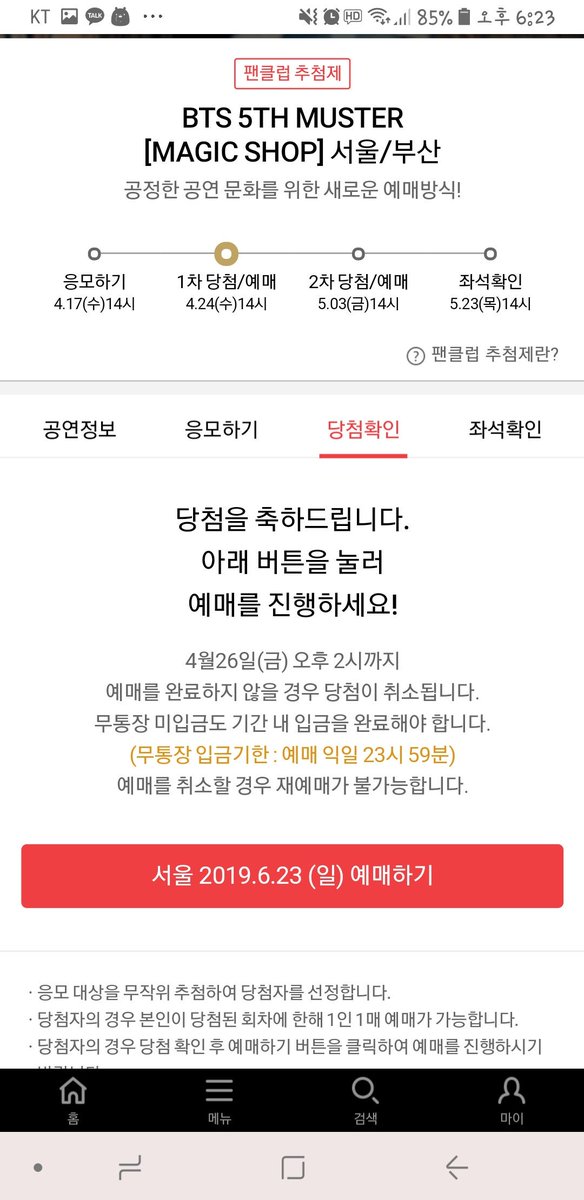 KT TALK HD 85% 오후 6:23
팬클럽 추첨제
BTS 5TH MUSTER
[MAGIC SHOP] 서울/부산
공정한 공연 문화를 위한 새로운 예매방식!
응모하기 1차 당첨/예매 2차 당첨/예매 좌석확인
4.17(수)14시 4.24(수)14시 5.03(금)14시 5.23(목)14시
? 팬클럽 추첨제란?
공연정보 응모하기 당첨확인 좌석확인
당첨을 축하드립니다.
아래 버튼을 눌러
예매를 진행하세요!
4월26일(금) 오후 2시까지
예매를 완료하지 않을 경우 당첨이 취소됩니다.
무통장 미입금도 기간 내 입금을 완료해야 합니다.
(무통장 입금기한 : 예매 익일 23시 59분)
예매를 취소할 경우 재예매가 불가능합니다.
서울 2019.6.23 (일) 예매하기
· 응모 대상을 무작위 추첨하여 당첨자를 선정합니다.
· 당첨자의 경우 본인이 당첨된 회차에 한해 1인 1매 예매가 가능합니다.
· 당첨자의 경우 당첨 확인 후 예매하기 버튼을 클릭하여 예매를 진행하시기
홈 메뉴 검색 마이